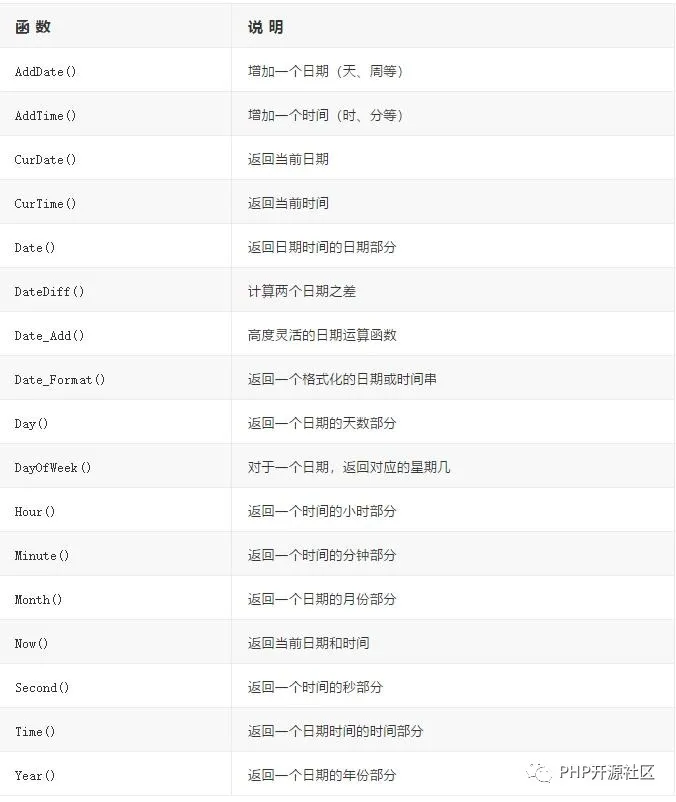 函 数 说 明
AddDate() 增加一个日期（天、周等）
AddTime() 增加一个时间（时、分等）
CurDate() 返回当前日期
CurTime() 返回当前时间
Date() 返回日期时间的日期部分
DateDiff() 计算两个日期之差
Date_Add() 高度灵活的日期运算函数
Date_Format() 返回一个格式化的日期或时间串
Day() 返回一个日期的天数部分
DayOfWeek() 对于一个日期，返回对应的星期几
Hour() 返回一个时间的小时部分
Minute() 返回一个时间的分钟部分
Month() 返回一个日期的月份部分
Now() 返回当前日期和时间
Second() 返回一个时间的秒部分
Time() 返回一个日期时间的时间部分
Year() 返回一个日期的年份部分
PHP开源社区